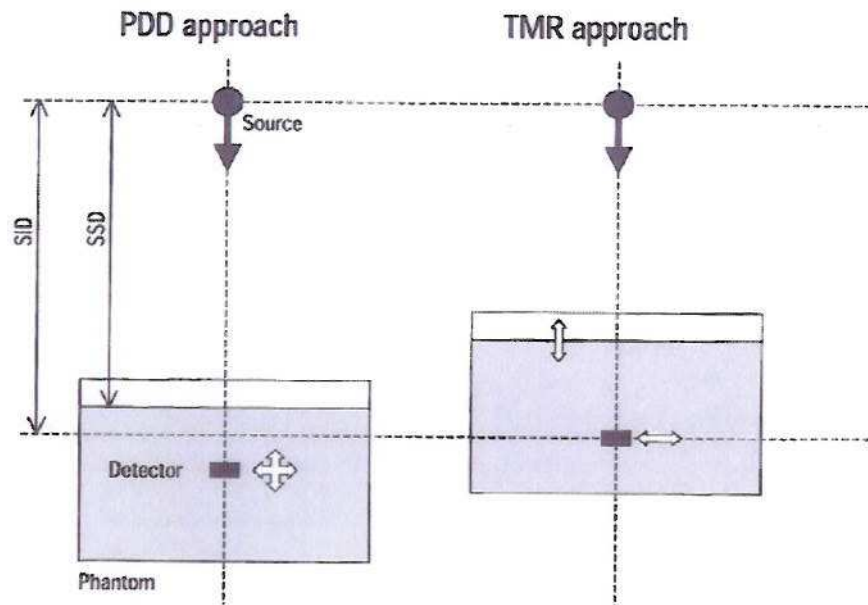 PDD approach
TMR approach
Source
SID
SSD
Detector
Phantom